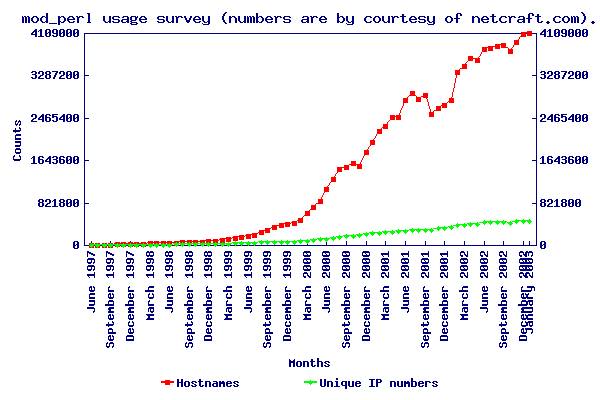 mod_perl usage survey (numbers are by courtesy of netcraft.com).
4109000 4109000
3287200 3287200
2465400 2465400
1643600 1643600
821800 821800
0 0
Counts
June 1997
September 1997
December 1997
March 1998
June 1998
September 1998
December 1998
March 1999
June 1999
September 1999
December 1999
March 2000
June 2000
September 2000
December 2000
March 2001
June 2001
September 2001
December 2001
March 2002
June 2002
September 2002
December 2002
January 2003
Months
Hostnames Unique IP numbers